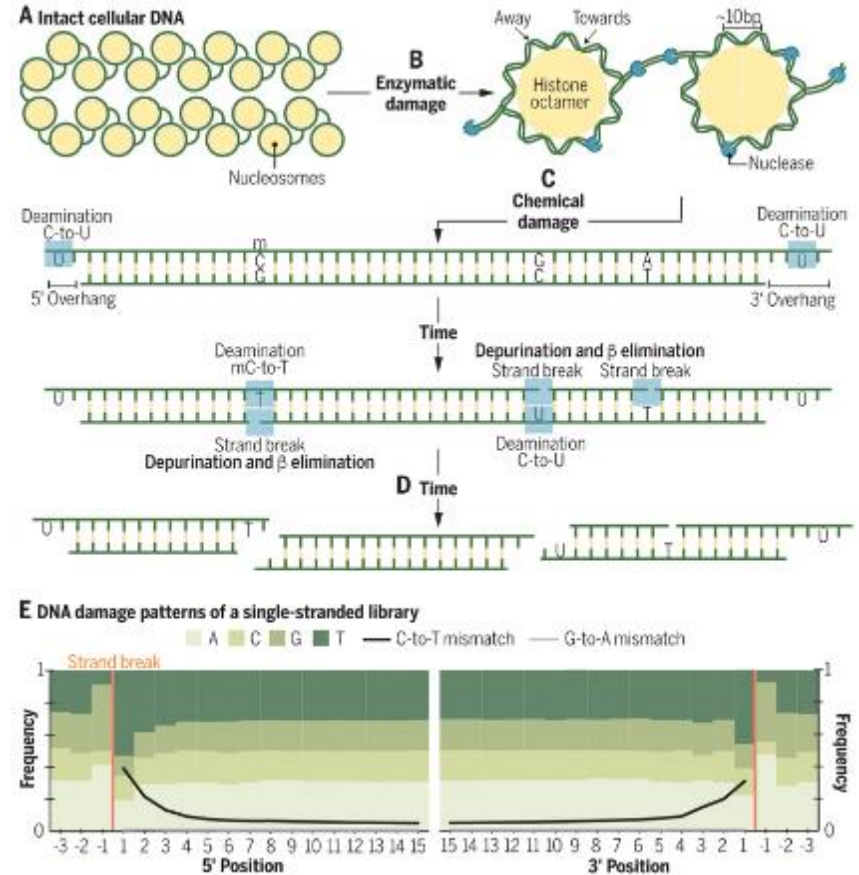 A Intact cellular DNA
Nucleosomes
B
Enzymatic
damage
Away
Towards
~10bp
Histone
octamer
Nuclease
C
Chemical
damage
Deamination
C-to-U
Deamination
C-to-U
m
U C G A U
G C T
5' Overhang
3' Overhang
Time
Deamination
mC-to-T
Depurination and β elimination
Strand break Strand break
U T U
U T
Strand break
Depurination and β elimination
Deamination
C-to-U
D Time
U T
U T U
E DNA damage patterns of a single-stranded library
A C G T C-to-T mismatch G-to-A mismatch
Strand break
1
Frequency
0
-3 -2 -1 1 2 3 4 5 6 7 8 9 10 11 12 13 14 15
5' Position
15 14 13 12 11 10 9 8 7 6 5 4 3 2 1 -1 -2 -3
3' Position
1
Frequency
0